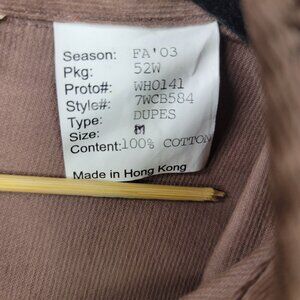 Season: FA'03
Pkg: 52W
Proto#: WH0141
Style#: 7WCB584
Type: DUPES
Size: M
Content: 100% COTTON
Made in Hong Kong